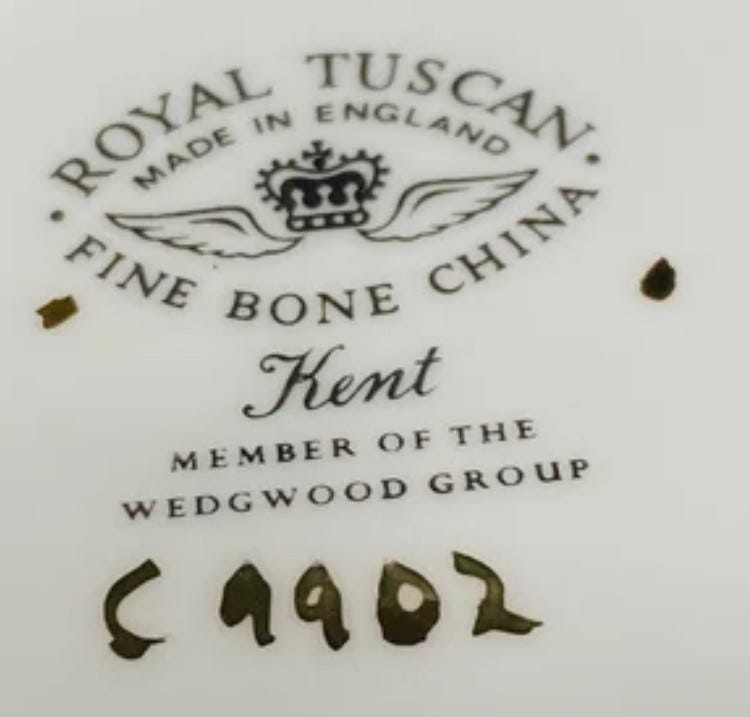 ROYAL TUSCAN
MADE IN ENGLAND
FINE BONE CHINA
Kent
MEMBER OF THE
WEDGWOOD GROUP
C9902